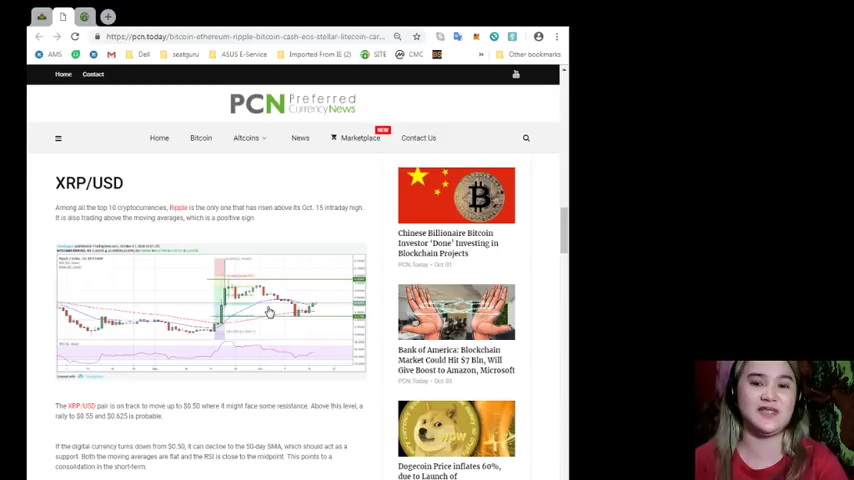 https://pcn.today/bitcoin-ethereum-ripple-bitcoin-cash-eos-stellar-litecoin-car...
AMS
Dell
seatguru
ASUS E-Service
Imported From IE (2)
SITE
CMC
Other bookmarks
Home
Contact
PCN Preferred
CurrencyNews
NEW
Home
Bitcoin
Altcoins
News
Marketplace
Contact Us
XRP/USD
Among all the top 10 cryptocurrencies, Ripple is the only one that has risen above its Oct. 15 intraday high.
It is also trading above the moving averages, which is a positive sign.
The XRP/USD pair is on track to move up to $0.50 where it might face some resistance. Above this level, a
rally to $0.55 and $0.625 is probable.
If the digital currency turns down from $0.50, it can decline to the 50-day SMA, which should act as a
support. Both the moving averages are flat and the RSI is close to the midpoint. This points to a
consolidation in the short-term.
Chinese Billionaire Bitcoin
Investor ‘Done’ Investing in
Blockchain Projects
PCN.Today • Oct 01
Bank of America: Blockchain
Market Could Hit $7 Bln, Will
Give Boost to Amazon, Microsoft
PCN.Today • Oct 03
WOW
Dogecoin Price inflates 60%,
due to Launch of